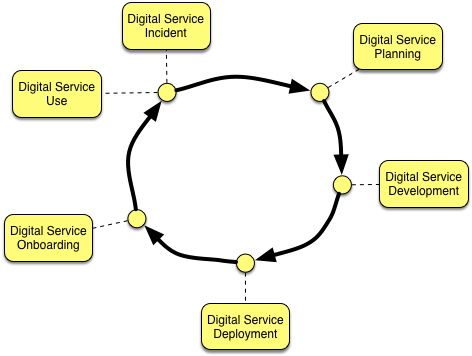 Digital Service
Incident
Digital Service
Planning
Digital Service
Use
Digital Service
Development
Digital Service
Onboarding
Digital Service
Deployment